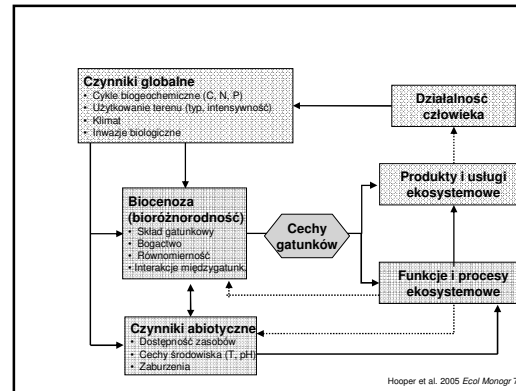 Czynniki globalne
• Cykle biogeochemiczne (C, N, P)
• Użytkowanie terenu (typ, intensywność)
• Klimat
• Inwazje biologiczne
Działalność
człowieka
Produkty i usługi
ekosystemowe
Biocenoza
(bioróżnorodność)
• Skład gatunkowy
• Bogactwo
• Równomierność
• Interakcje międzygatunk.
Cechy
gatunków
Funkcje i procesy
ekosystemowe
Czynniki abiotyczne
• Dostępność zasobów
• Cechy środowiska (T, pH)
• Zaburzenia
Hooper et al. 2005 Ecol Monogr 7